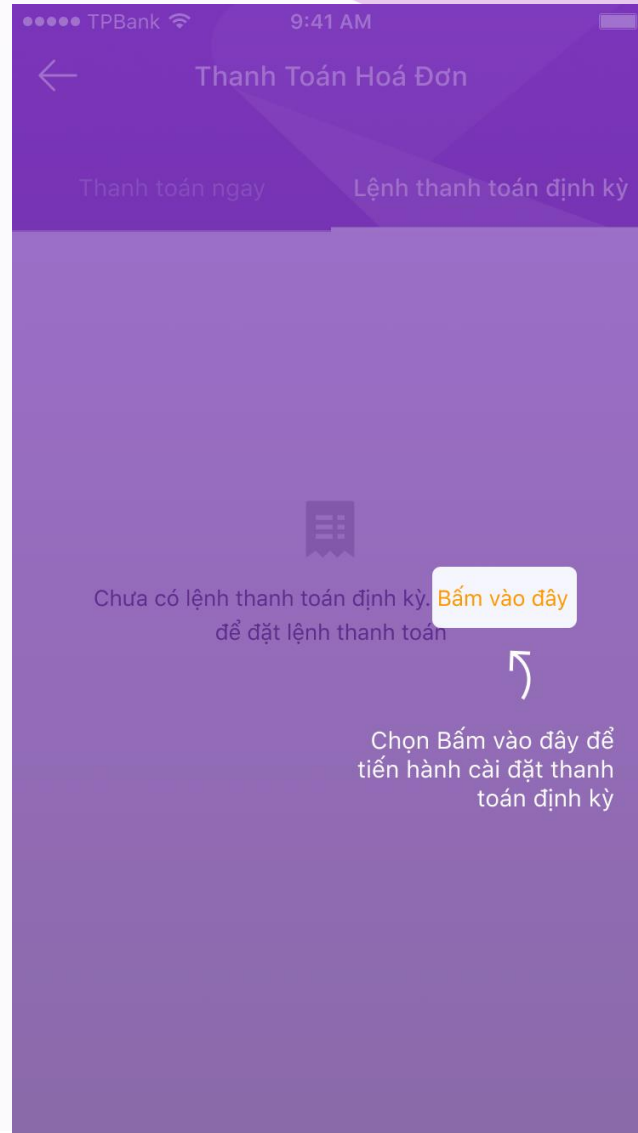 TPBank 9:41 AM
Thanh Toán Hoá Đơn
Thanh toán ngay Lệnh thanh toán định kỳ
Chưa có lệnh thanh toán định kỳ. Bấm vào đây
để đặt lệnh thanh toán
Chọn Bấm vào đây để
tiến hành cài đặt thanh
toán định kỳ